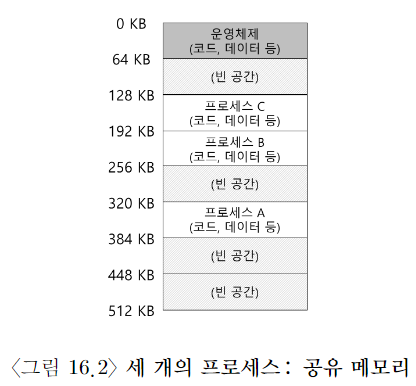 0 KB
운영체제
(코드, 데이터 등)
64 KB
(빈 공간)
128 KB
프로세스 C
(코드, 데이터 등)
192 KB
프로세스 B
(코드, 데이터 등)
256 KB
(빈 공간)
320 KB
프로세스 A
(코드, 데이터 등)
384 KB
(빈 공간)
448 KB
(빈 공간)
512 KB
〈그림 16.2〉 세 개의 프로세스: 공유 메모리